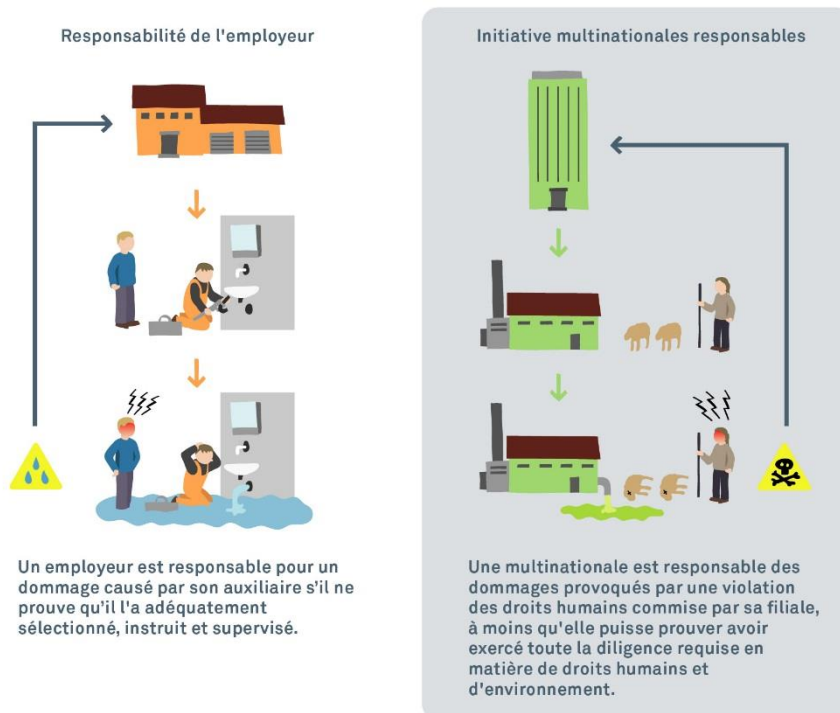 Responsabilité de l'employeur
Un employeur est responsable pour un
dommage causé par son auxiliaire s’il ne
prouve qu’il l'a adéquatement
sélectionné, instruit et supervisé.
Initiative multinationales responsables
Une multinationale est responsable des
dommages provoqués par une violation
des droits humains commise par sa filiale,
à moins qu'elle puisse prouver avoir
exercé toute la diligence requise en
matière de droits humains et
d'environnement.